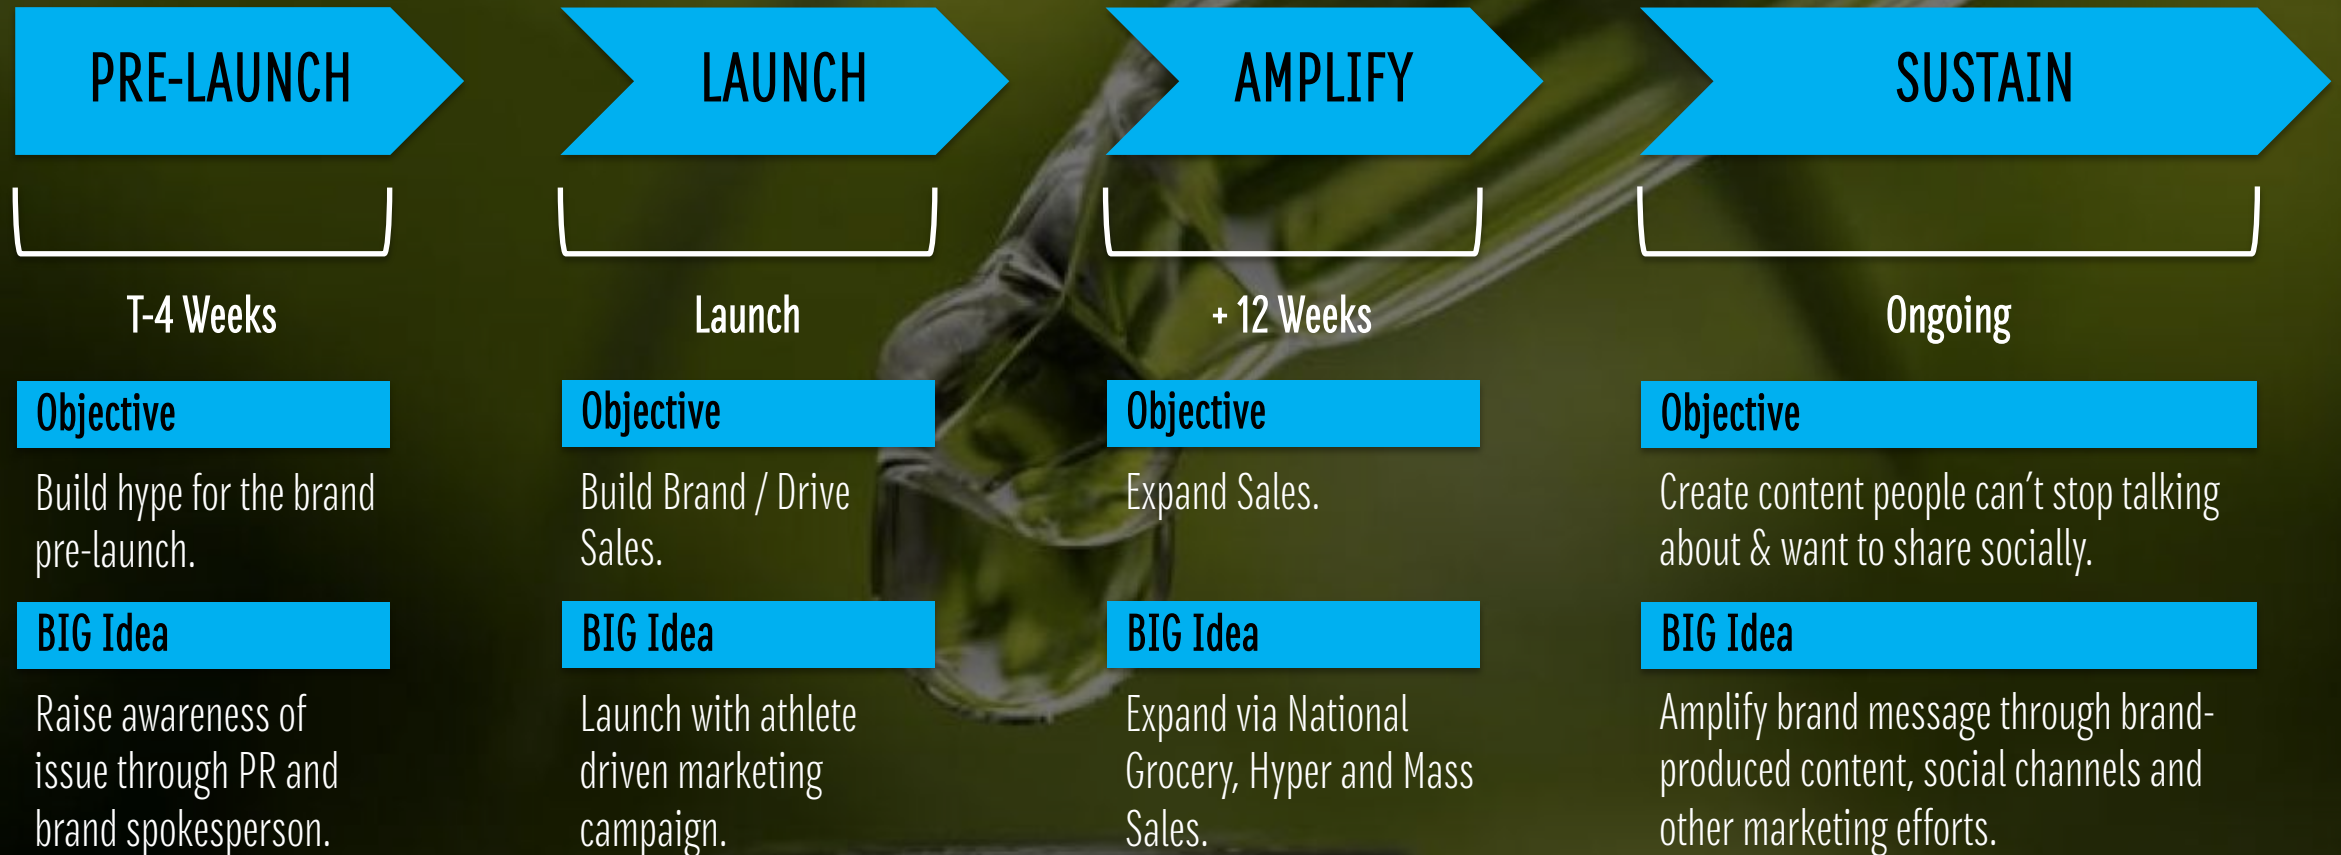 PRE-LAUNCH
LAUNCH
AMPLIFY
SUSTAIN
T-4 Weeks
Launch
+ 12 Weeks
Ongoing
Objective
Build hype for the brand
pre-launch.
BIG Idea
Raise awareness of
issue through PR and
brand spokesperson.
Objective
Build Brand / Drive
Sales.
BIG Idea
Launch with athlete
driven marketing
campaign.
Objective
Expand Sales.
BIG Idea
Expand via National
Grocery, Hyper and Mass
Sales.
Objective
Create content people can’t stop talking
about & want to share socially.
BIG Idea
Amplify brand message through brand-
produced content, social channels and
other marketing efforts.